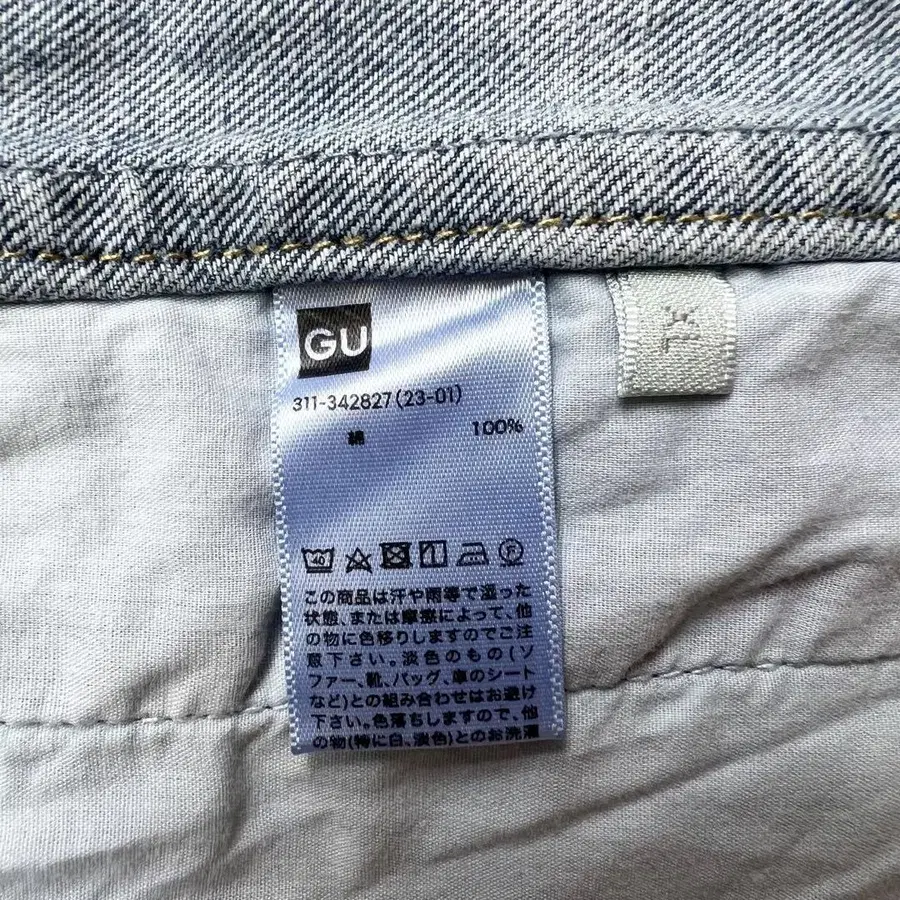 GU
XL
311-342827(23-01)
綿 100%
40
F
この商品は汗や雨等で湿った
状態、または摩擦によって、他
の物に色移りしますのでご注
意下さい。淡色のもの(ソ
ファー、靴、バッグ、車のシート
など)との組み合わせはお避け
下さい。色落ちしますので、他
の物(特に白、淡色)とのお洗濯